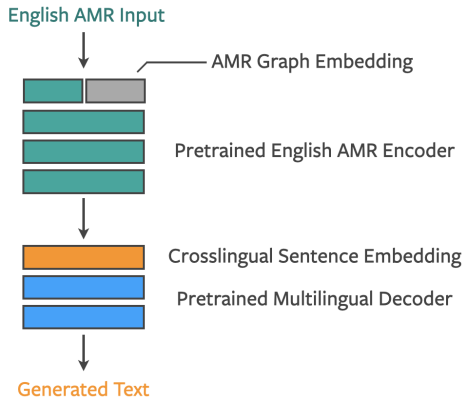 English AMR Input
AMR Graph Embedding
Pretrained English AMR Encoder
Crosslingual Sentence Embedding
Pretrained Multilingual Decoder
Generated Text